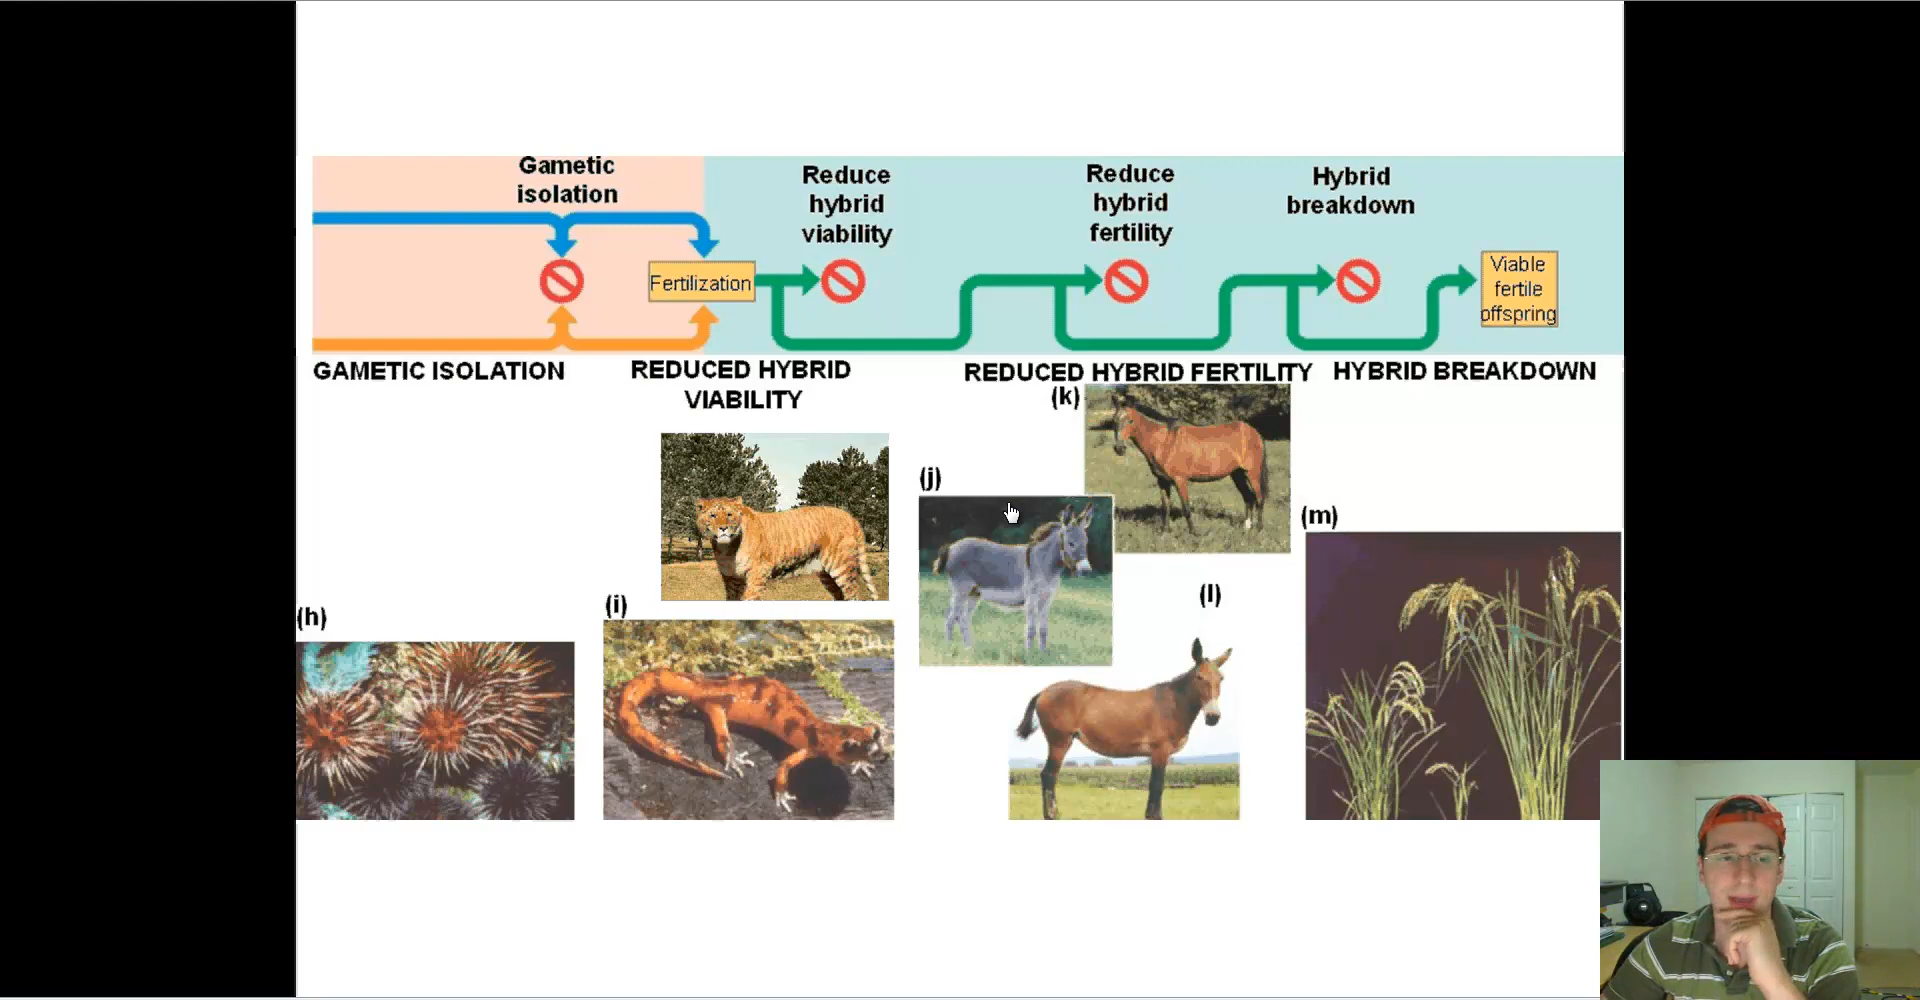 Gametic
isolation
Reduce
hybrid
viability
Reduce
hybrid
fertility
Hybrid
breakdown
Fertilization
Viable
fertile
offspring
GAMETIC ISOLATION
REDUCED HYBRID
VIABILITY
REDUCED HYBRID FERTILITY
HYBRID BREAKDOWN
(k)
(j)
(m)
(l)
(i)
(h)